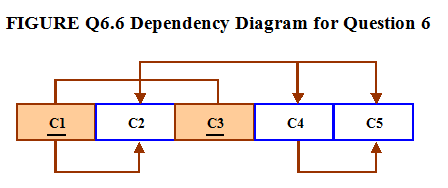 FIGURE Q6.6 Dependency Diagram for Question 6
C1 C2 C3 C4 C5